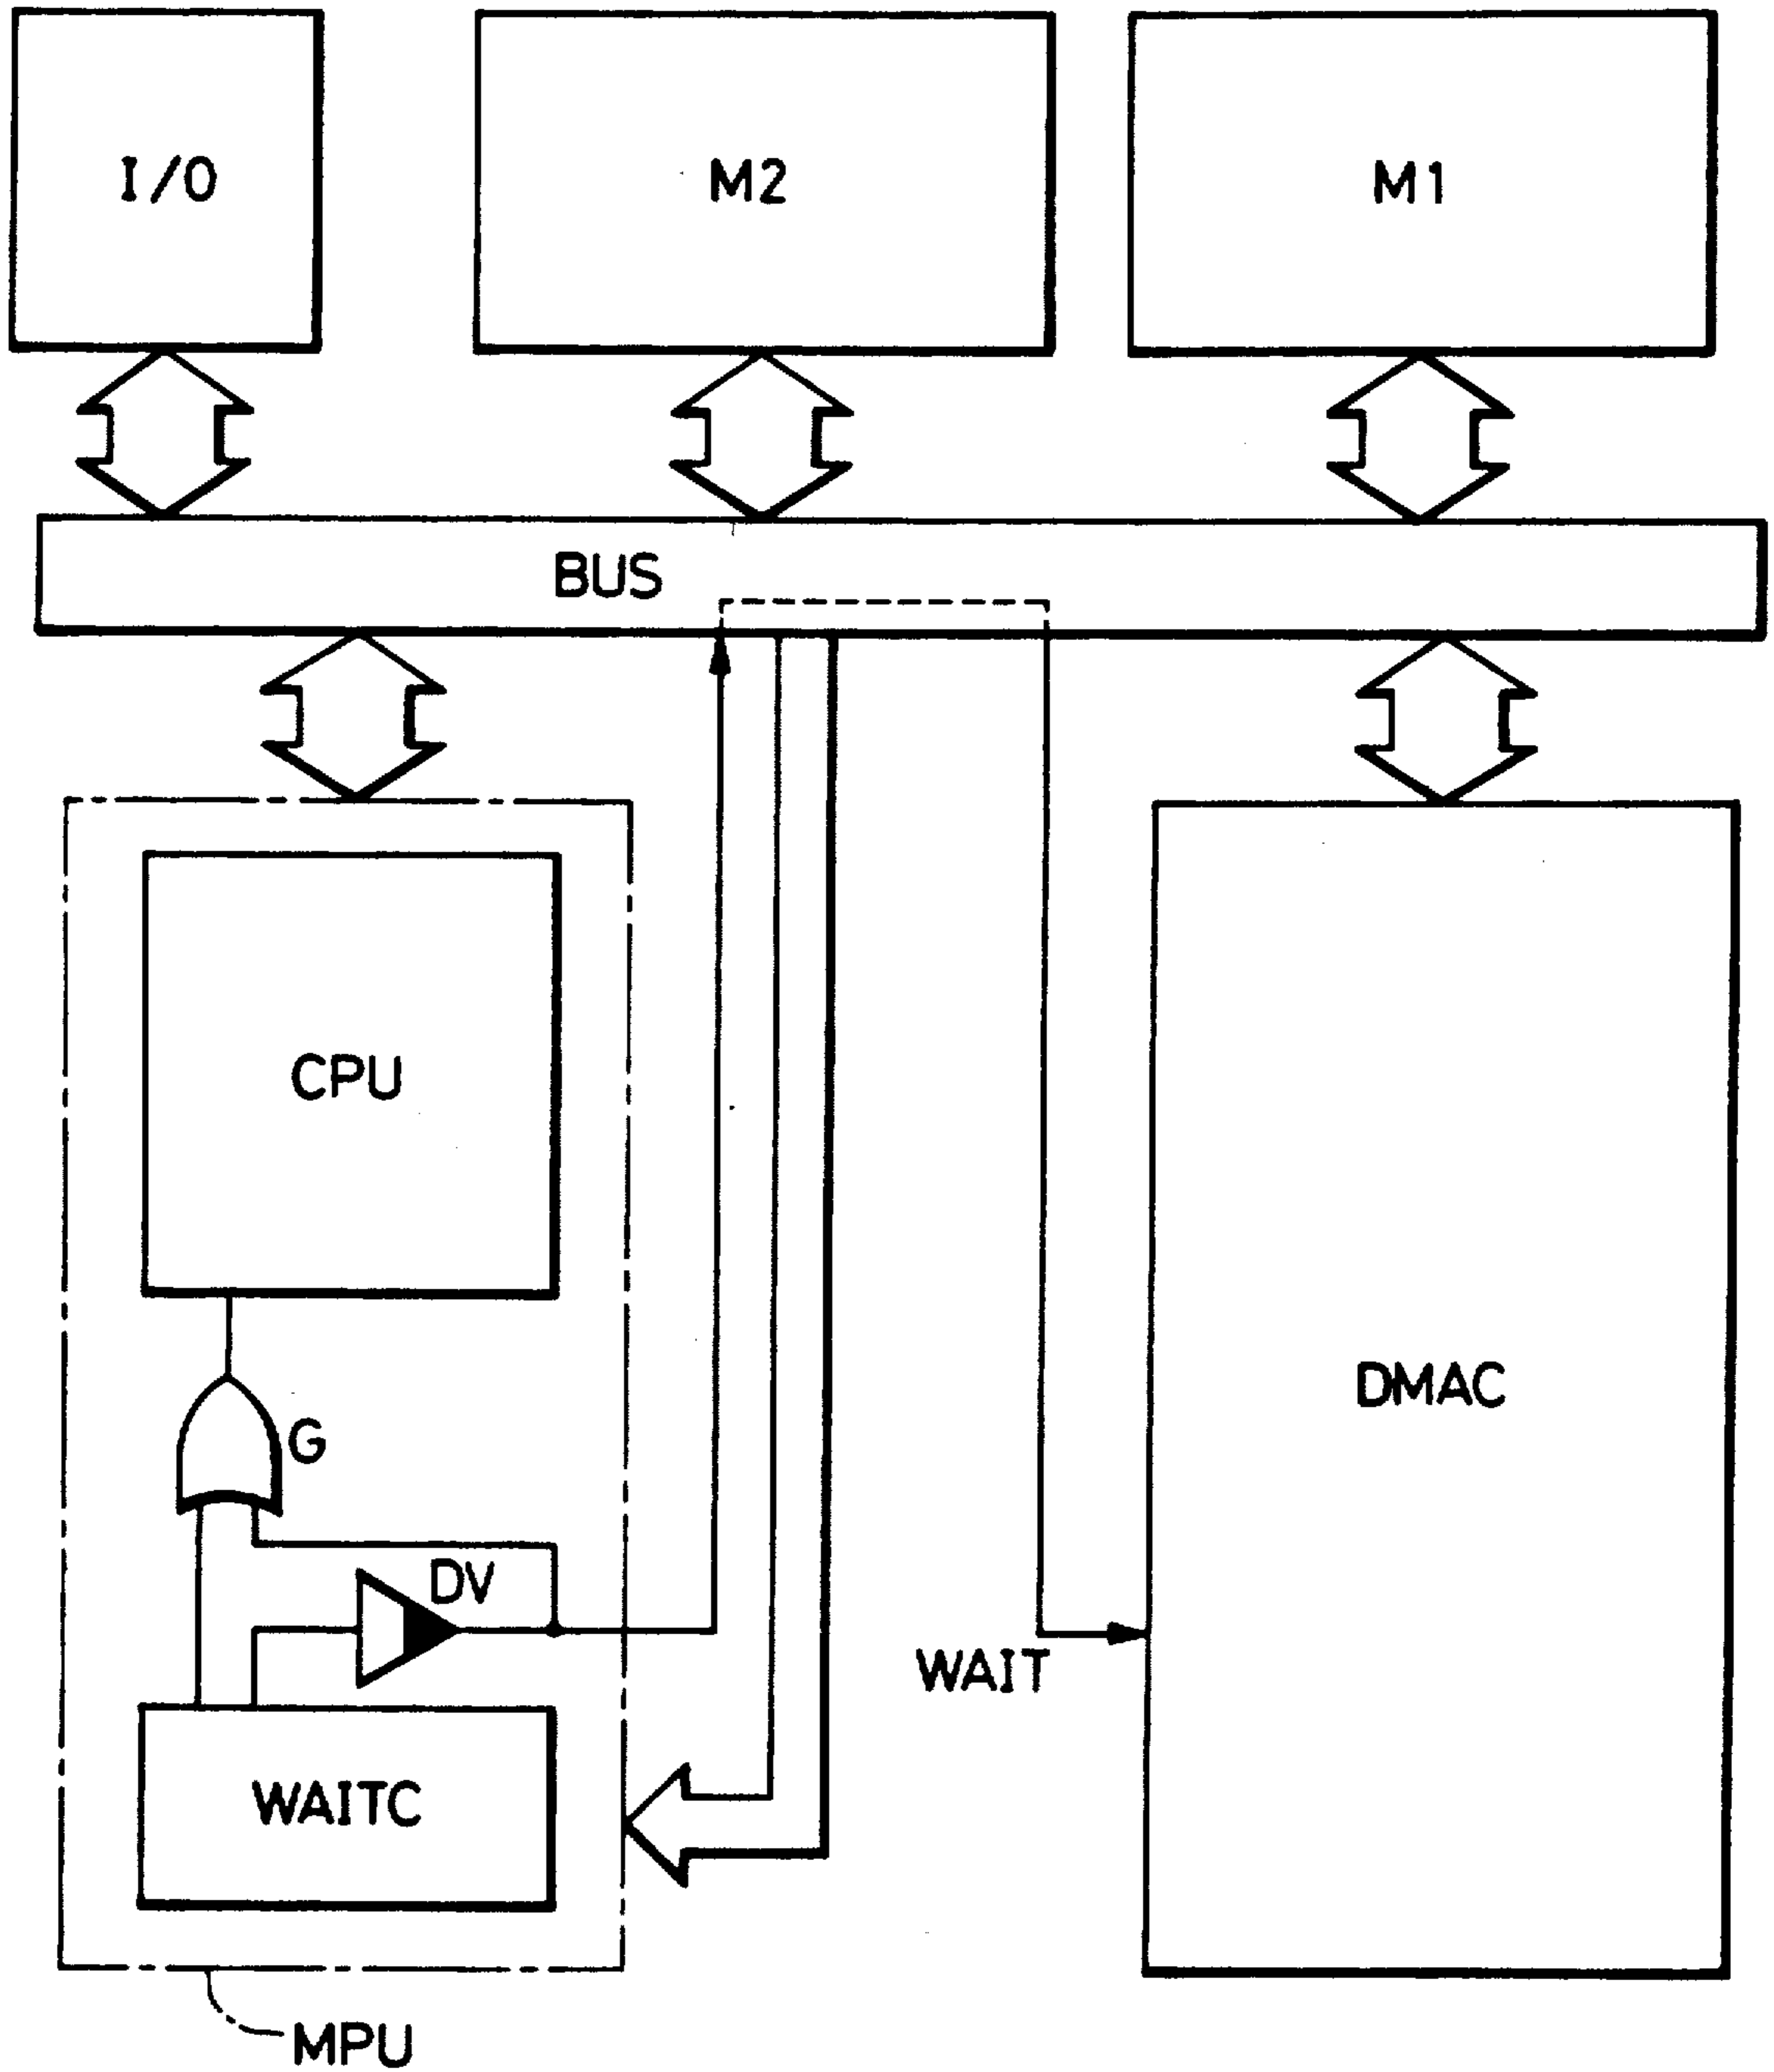 I/O
M2
M1
BUS
CPU
G
DV
WAITC
WAIT
DMAC
MPU